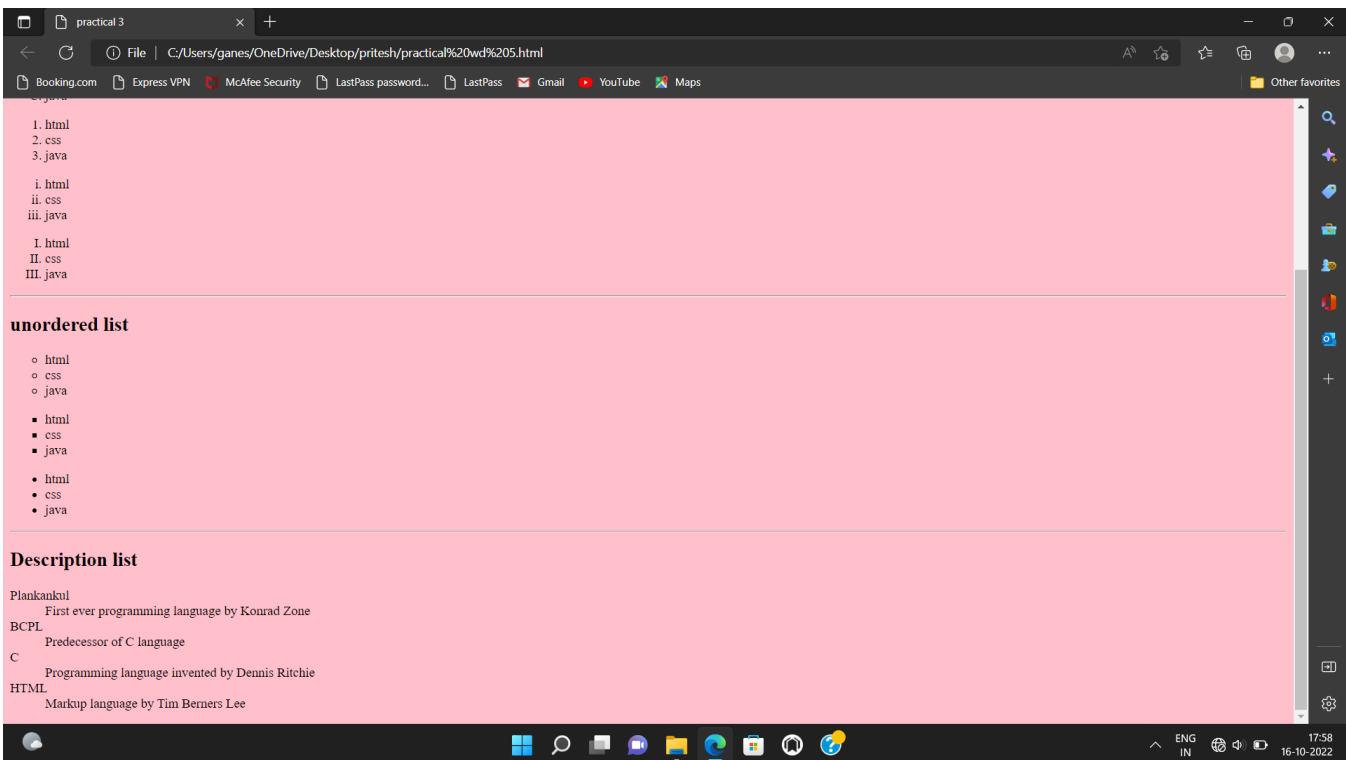 practical 3
File | C:/Users/ganes/OneDrive/Desktop/pritesh/practical%20wd%205.html
Booking.com Express VPN McAfee Security LastPass password... LastPass Gmail YouTube Maps Other favorites
1. html
2. css
3. java
i. html
ii. css
iii. java
I. html
II. css
III. java
unordered list
html
css
java
html
css
java
html
css
java
Description list
Plankankul
First ever programming language by Konrad Zone
BCPL
Predecessor of C language
C
Programming language invented by Dennis Ritchie
HTML
Markup language by Tim Berners Lee
ENG
IN
17:58
16-10-2022